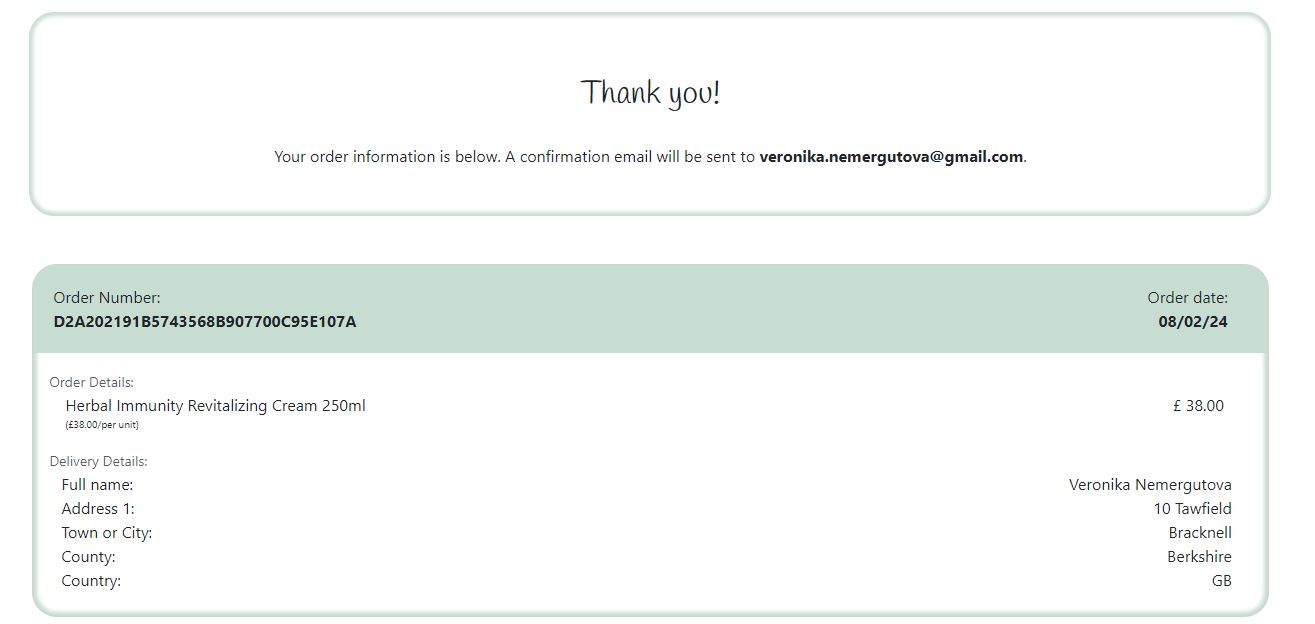 Thank you!
Your order information is below. A confirmation email will be sent to veronika.nemergutova@gmail.com.
Order Number:
Order date:
D2A202191B5743568B907700C95E107A
08/02/24
Order Details:
Herbal Immunity Revitalizing Cream 250ml
£ 38.00
(£38.00/per unit)
Delivery Details:
Full name: Veronika Nemergutova
Address 1: 10 Tawfield
Town or City: Bracknell
County: Berkshire
Country: GB